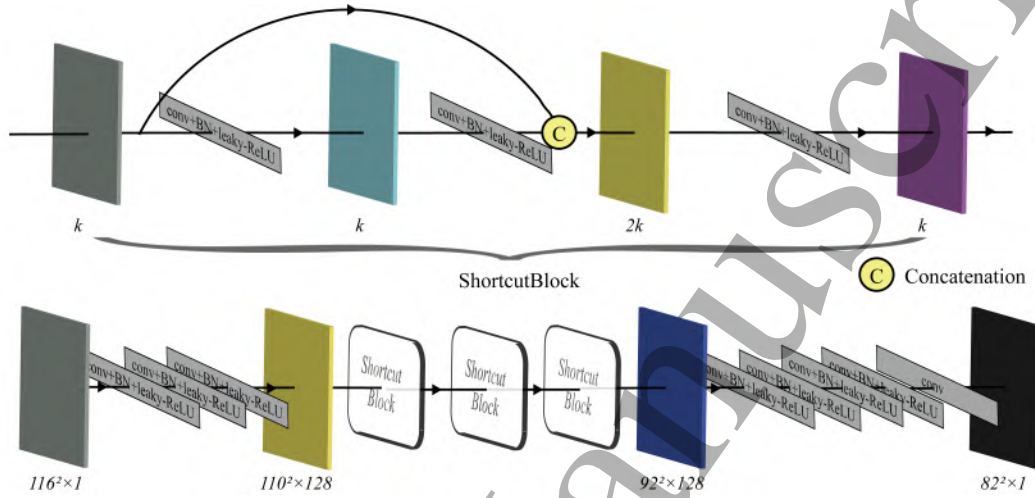 conv+BN+leaky-ReLU
conv+BN+leaky-ReLU
C
conv+BN+leaky-ReLU
k
k
2k
k
ShortcutBlock
C Concatenation
conv+BN+leaky-ReLU
conv+BN+leaky-ReLU
conv+BN+leaky-ReLU
Shortcut
Block
Shortcut
Block
Shortcut
Block
conv+BN+leaky-ReLU
conv+BN+leaky-ReLU
conv+BN+leaky-ReLU
conv+BN+leaky-ReLU
conv
116²×1
110²×128
92²×128
82²×1